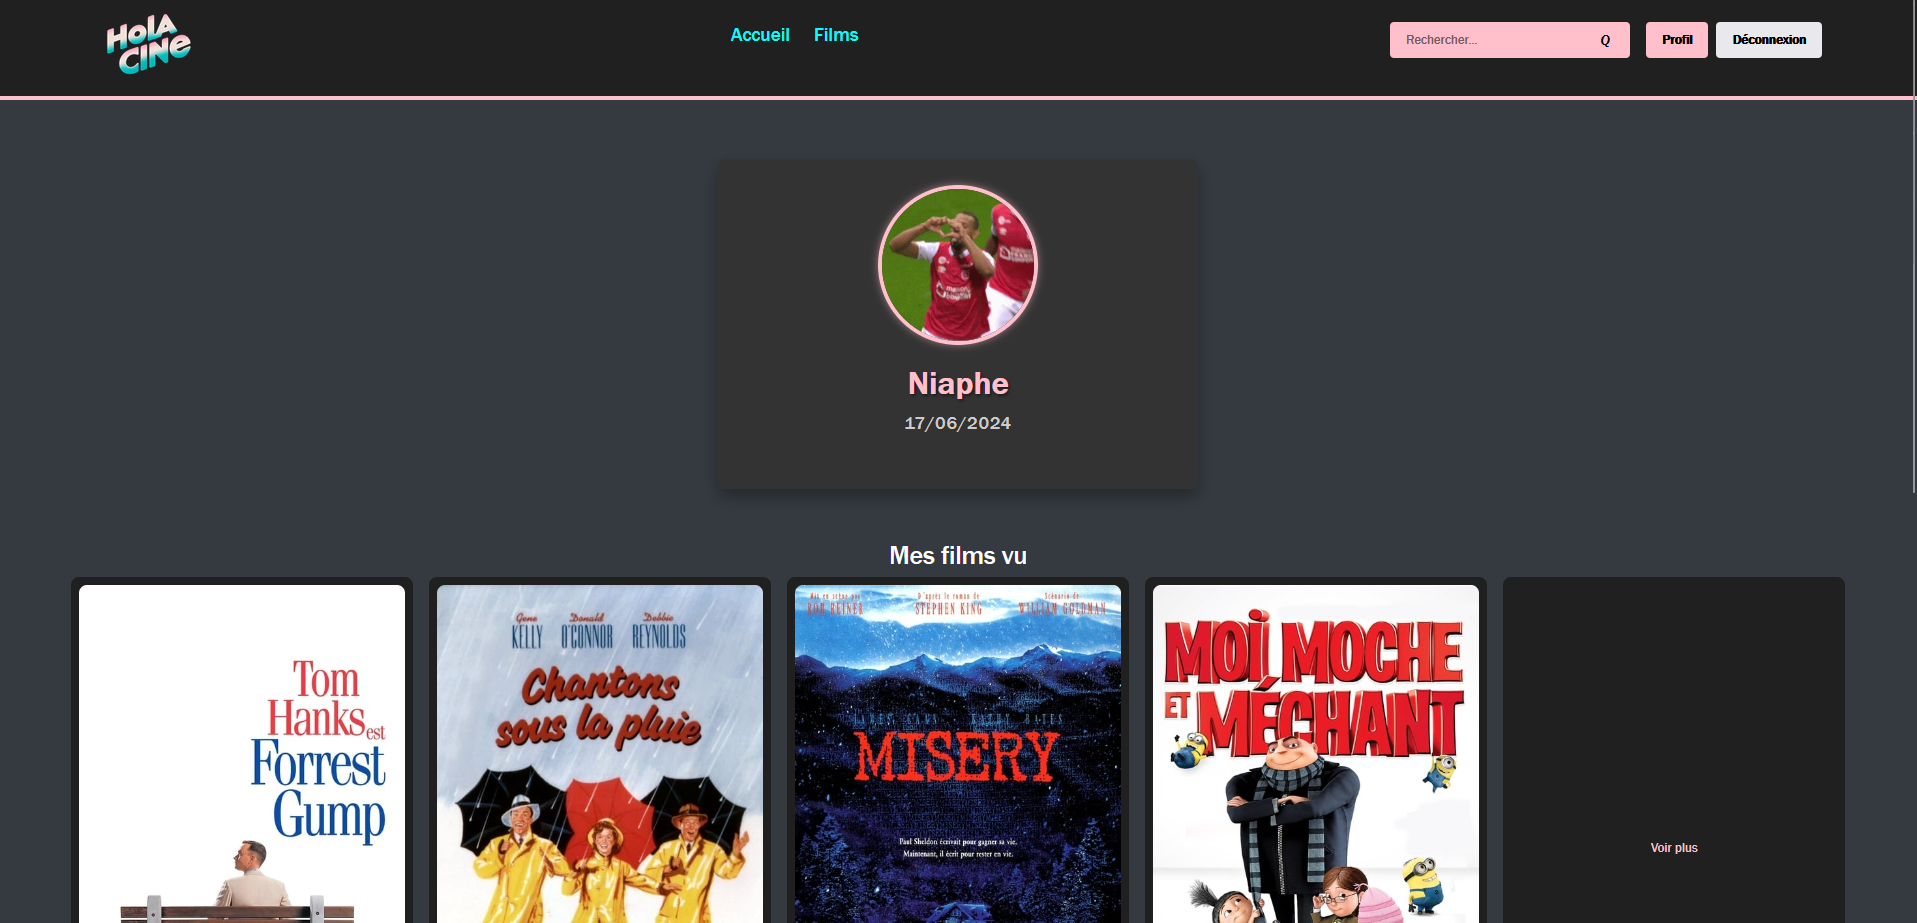 HOLA
CINE
Accueil
Films
Rechercher...
Profil
Déconnexion
Niaphe
17/06/2024
Mes films vu
Tom
Hanks est
Forrest
Gump
Gene
KELLY
Donald
O'CONNOR
Debbie
REYNOLDS
Chantons
sous la pluie
Mis en scène par
ROB REINER
D'après le roman de
STEPHEN KING
Scénario de
WILLIAM GOLDMAN
JAMES CAAN KATHY BATES
MISERY
Paul Sheldon écrivait pour gagner sa vie.
Maintenant, il écrit pour rester en vie.
MOI MOCHE
ET MÉCHANT
Voir plus